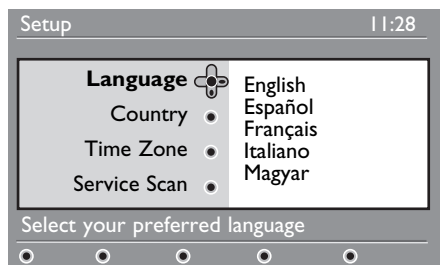 Setup 11:28
Language
Country
Time Zone
Service Scan
English
Español
Français
Italiano
Magyar
Select your preferred language